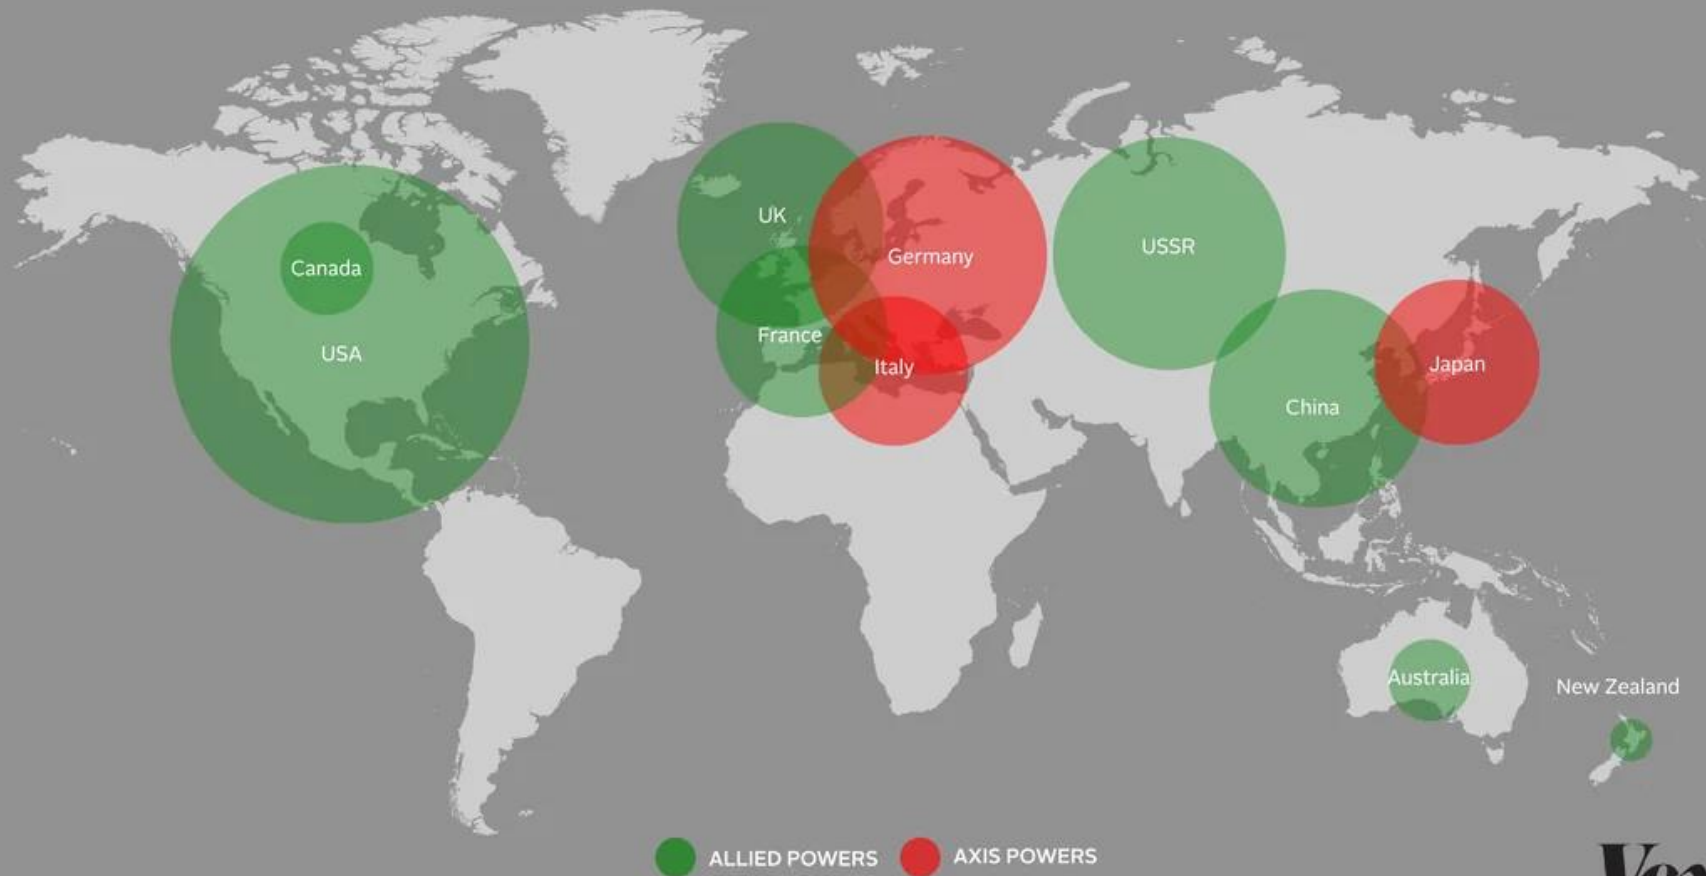 UK
Germany
USSR
Canada
France
USA
Italy
Japan
China
Australia
New Zealand
ALLIED POWERS
AXIS POWERS